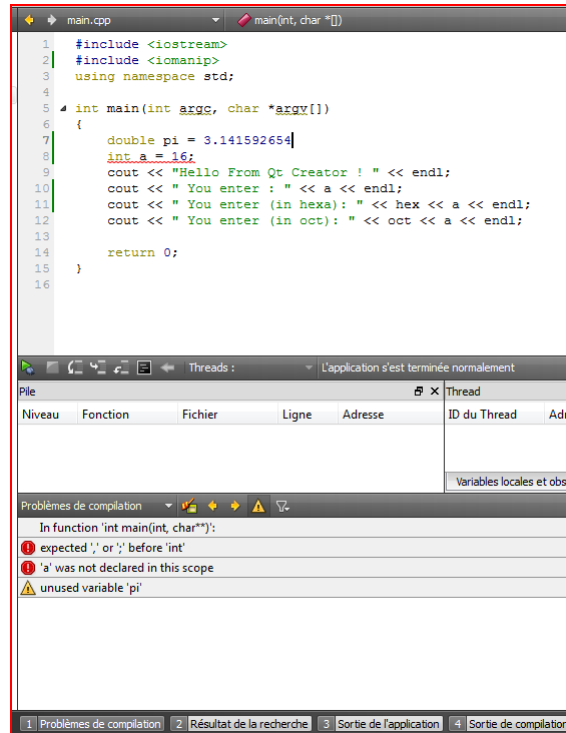 main.cpp main(int, char *[])
1 #include <iostream>
2 #include <iomanip>
3 using namespace std;
4
5 int main(int argc, char *argv[])
6 {
7 double pi = 3.141592654
8 int a = 16;
9 cout << "Hello From Qt Creator ! " << endl;
10 cout << " You enter : " << a << endl;
11 cout << " You enter (in hexa): " << hex << a << endl;
12 cout << " You enter (in oct): " << oct << a << endl;
13
14 return 0;
15 }
16
Threads : L'application s'est terminée normalement
Pile Thread
Niveau Fonction Fichier Ligne Adresse ID du Thread Adr
Variables locales et obs
Problèmes de compilation
In function 'int main(int, char**)':
expected ',' or ';' before 'int'
'a' was not declared in this scope
unused variable 'pi'
1 Problèmes de compilation 2 Résultat de la recherche 3 Sortie de l'application 4 Sortie de compilation